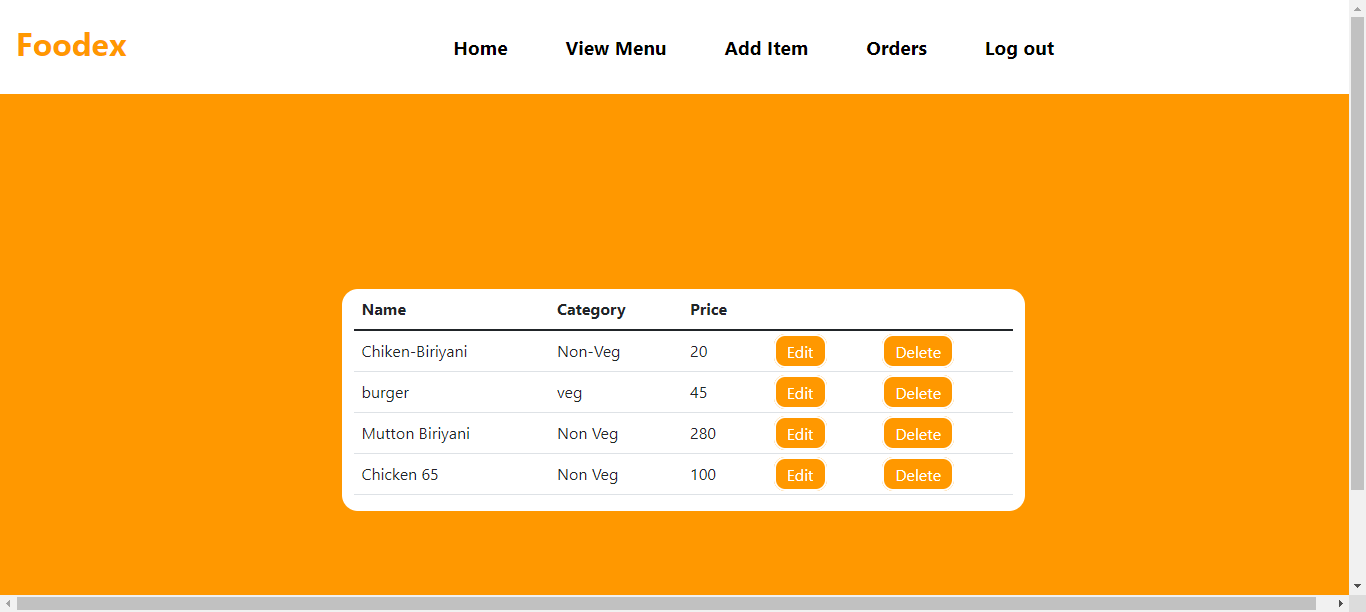 Foodex Home View Menu Add Item Orders Log out
Name Category Price
Chiken-Biriyani Non-Veg 20 Edit Delete
burger veg 45 Edit Delete
Mutton Biriyani Non Veg 280 Edit Delete
Chicken 65 Non Veg 100 Edit Delete